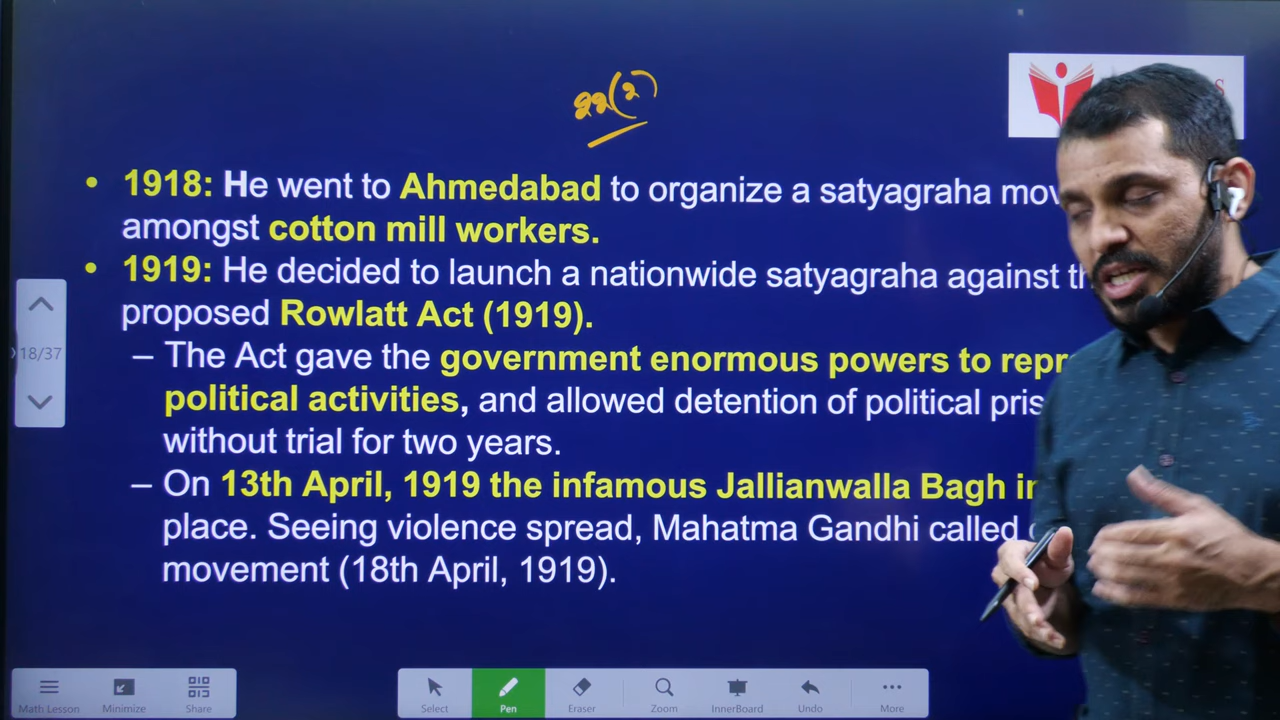 • 1918: He went to Ahmedabad to organize a satyagraha mov
amongst cotton mill workers.
• 1919: He decided to launch a nationwide satyagraha against th
proposed Rowlatt Act (1919).
– The Act gave the government enormous powers to repr
political activities, and allowed detention of political pris
without trial for two years.
– On 13th April, 1919 the infamous Jallianwalla Bagh in
place. Seeing violence spread, Mahatma Gandhi called
movement (18th April, 1919).
18/37
Math Lesson Minimize Share Select Pen Eraser Zoom InnerBoard Undo More